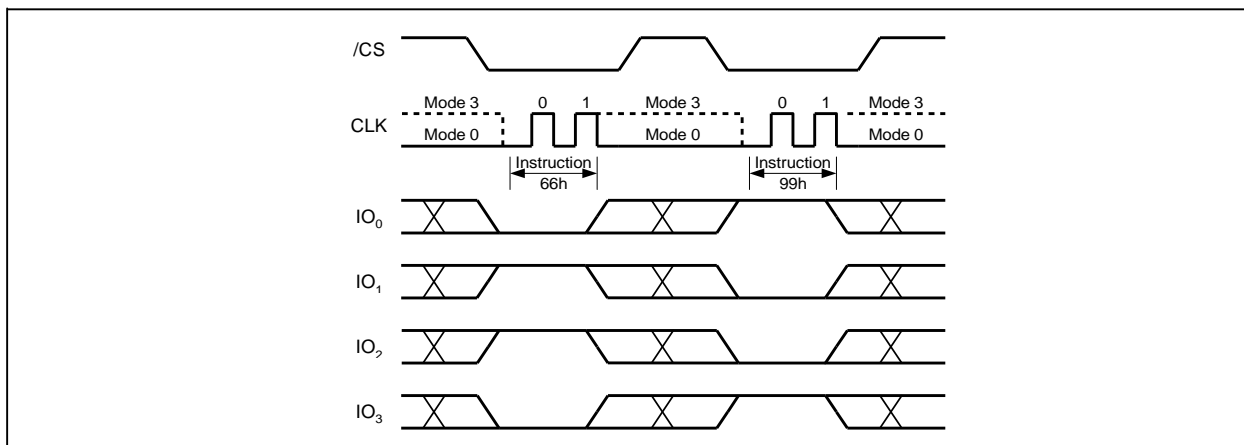 /CS
Mode 3 0 1 Mode 3 0 1 Mode 3
CLK
Mode 0 Mode 0 Mode 0
Instruction Instruction
66h 99h
IO0
IO1
IO2
IO3